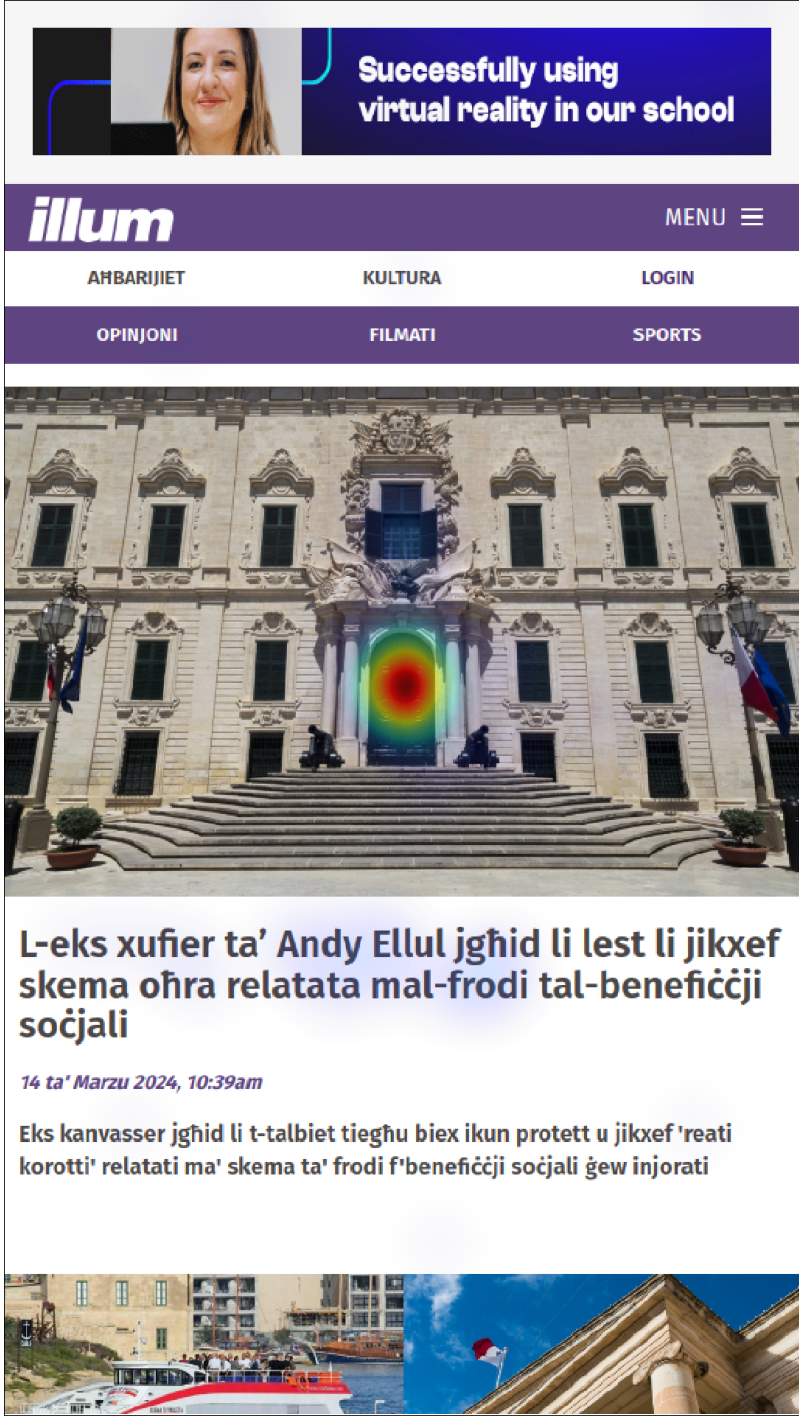 Successfully using
virtual reality in our school
illum
MENU
AĦBARIJIET
KULTURA
LOGIN
OPINJONI
FILMATI
SPORTS
L-eks xufier ta’ Andy Ellul jgħid li lest li jikxef
skema oħra relatata mal-frodi tal-benefiċċji
soċjali
14 ta' Marzu 2024, 10:39am
Eks kanvasser jgħid li t-talbiet tiegħu biex ikun protett u jikxef 'reati
korotti' relatati ma' skema ta' frodi f'benefiċċji soċjali ġew injorati